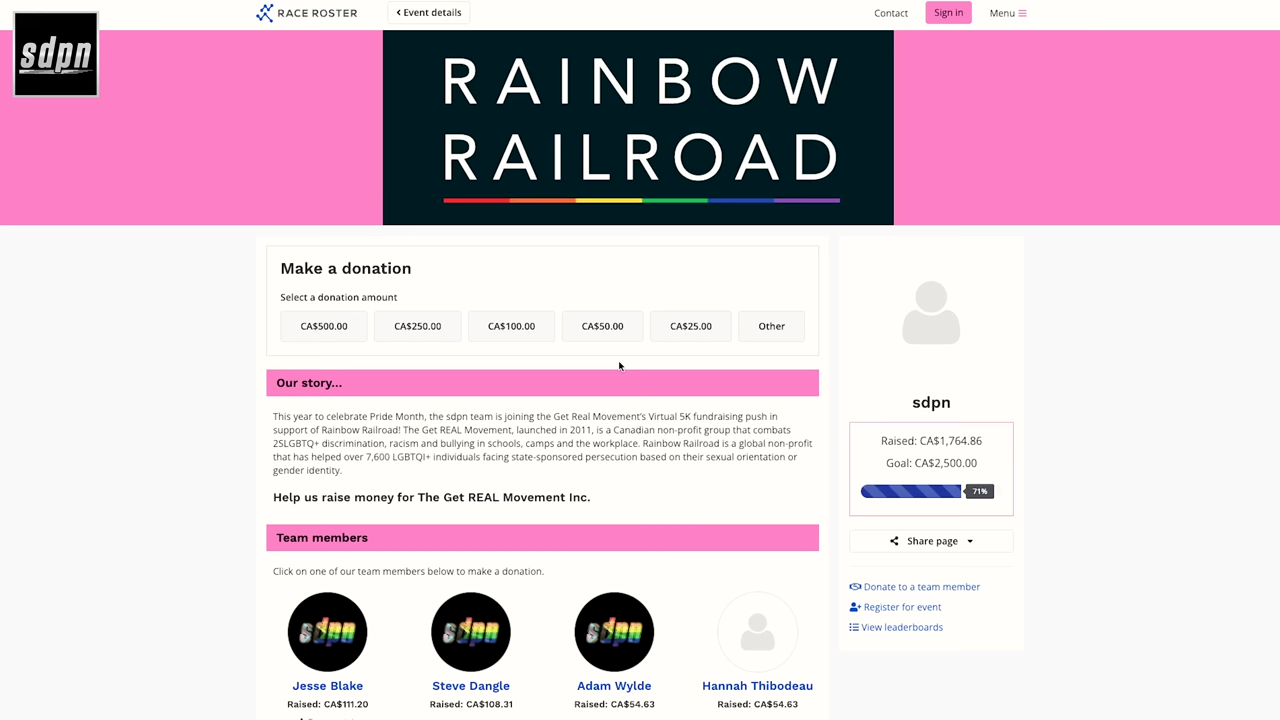 RACE ROSTER
Event details
Contact
Sign in
Menu
sdpn
RAINBOW
RAILROAD
Make a donation
Select a donation amount
CA$500.00
CA$250.00
CA$100.00
CA$50.00
CA$25.00
Other
Our story...
This year to celebrate Pride Month, the sdpn team is joining the Get Real Movement's Virtual 5K fundraising push in
support of Rainbow Railroad! The Get REAL Movement, launched in 2011, is a Canadian non-profit group that combats
2SLGBTQ+ discrimination, racism and bullying in schools, camps and the workplace. Rainbow Railroad is a global non-profit
that has helped over 7,600 LGBTQI+ individuals facing state-sponsored persecution based on their sexual orientation or
gender identity.
Help us raise money for The Get REAL Movement Inc.
Team members
Click on one of our team members below to make a donation.
sdpn
sdpn
sdpn
Jesse Blake
Steve Dangle
Adam Wylde
Hannah Thibodeau
Raised: CA$111.20
Raised: CA$108.31
Raised: CA$54.63
Raised: CA$54.63
sdpn
Raised: CA$1,764.86
Goal: CA$2,500.00
71%
Share page
Donate to a team member
Register for event
View leaderboards